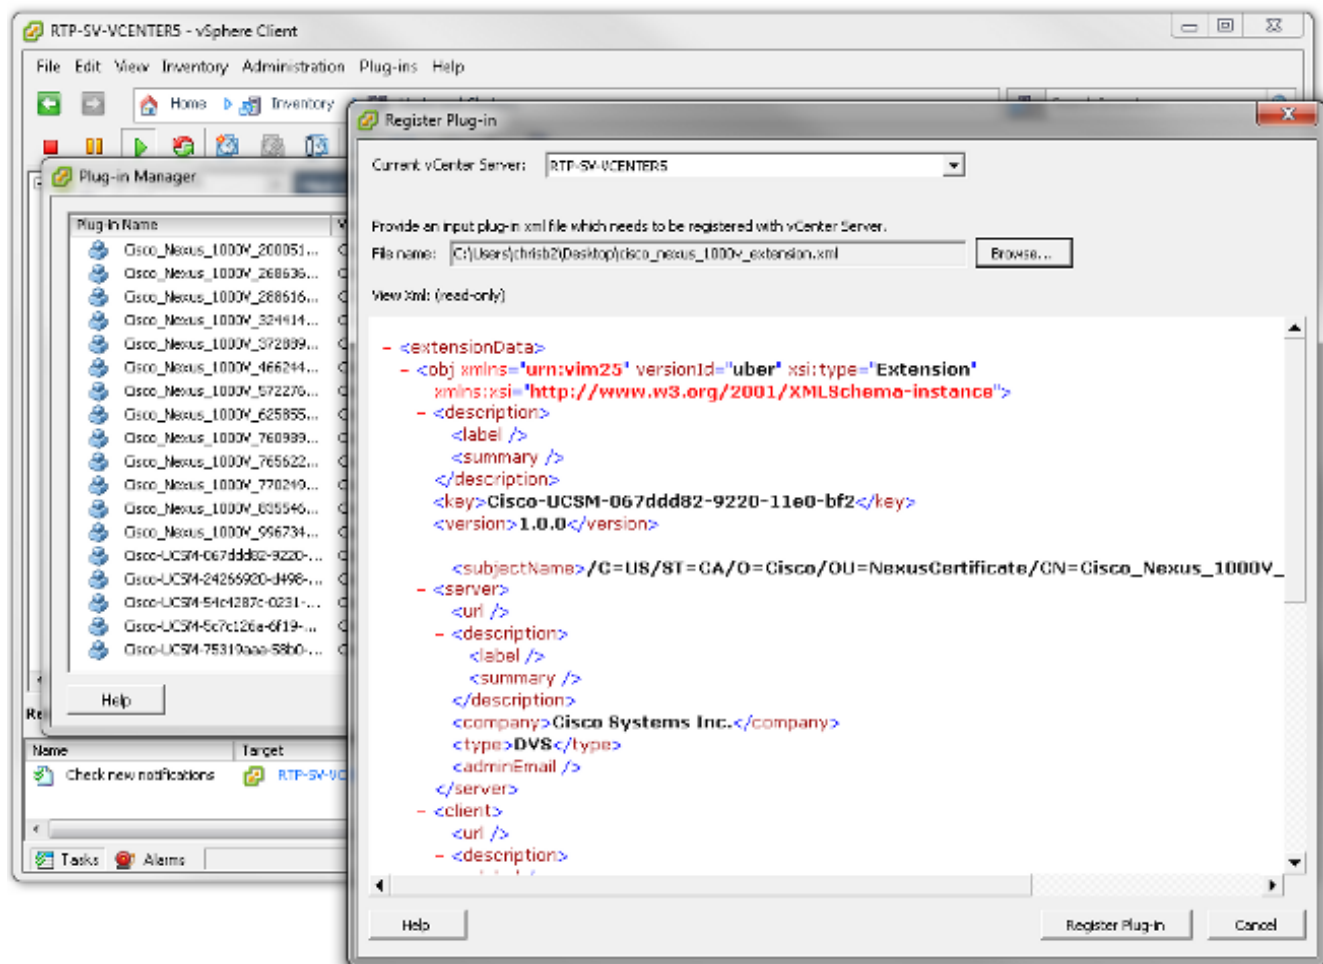 RTP-SV-VCENTER5 - vSphere Client
File Edit View Inventory Administration Plug-ins Help
Home Inventory
Register Plug-in
Current vCenter Server: RTP-SV-VCENTER5
Plug-in Manager
Provide an input plug-in xml file which needs to be registered with vCenter Server.
File name: C:\Users\chrisb2\Desktop\cisco_nexus_1000v_extension.xml Browse...
View Xml: (read-only)
Plug-in Name
Cisco_Nexus_1000V_200051...
Cisco_Nexus_1000V_268636...
Cisco_Nexus_1000V_288616...
Cisco_Nexus_1000V_324414...
Cisco_Nexus_1000V_372889...
Cisco_Nexus_1000V_466244...
Cisco_Nexus_1000V_572276...
Cisco_Nexus_1000V_625855...
Cisco_Nexus_1000V_760989...
Cisco_Nexus_1000V_765622...
Cisco_Nexus_1000V_770249...
Cisco_Nexus_1000V_835546...
Cisco_Nexus_1000V_996734...
Cisco-UCSM-067ddd82-9220-...
Cisco-UCSM-24266920-d498-...
Cisco-UCSM-54c4287c-0231-...
Cisco-UCSM-5c7c126a-6f19-...
Cisco-UCSM-75319aaa-58b0-...
Help
- <extensionData>
- <obj xmlns="urn:vim25" versionId="uber" xsi:type="Extension"
xmlns:xsi="http://www.w3.org/2001/XMLSchema-instance">
- <description>
<label />
<summary />
</description>
<key>Cisco-UCSM-067ddd82-9220-11e0-bf2</key>
<version>1.0.0</version>
<subjectName>/C=US/ST=CA/O=Cisco/OU=NexusCertificate/CN=Cisco_Nexus_1000V_
- <server>
<url />
- <description>
<label />
<summary />
</description>
<company>Cisco Systems Inc.</company>
<type>DVS</type>
<adminEmail />
</server>
- <client>
<url />
- <description>
Name Target
Check new notifications RTP-SV-VC
Tasks Alarms
Help Register Plug-in Cancel